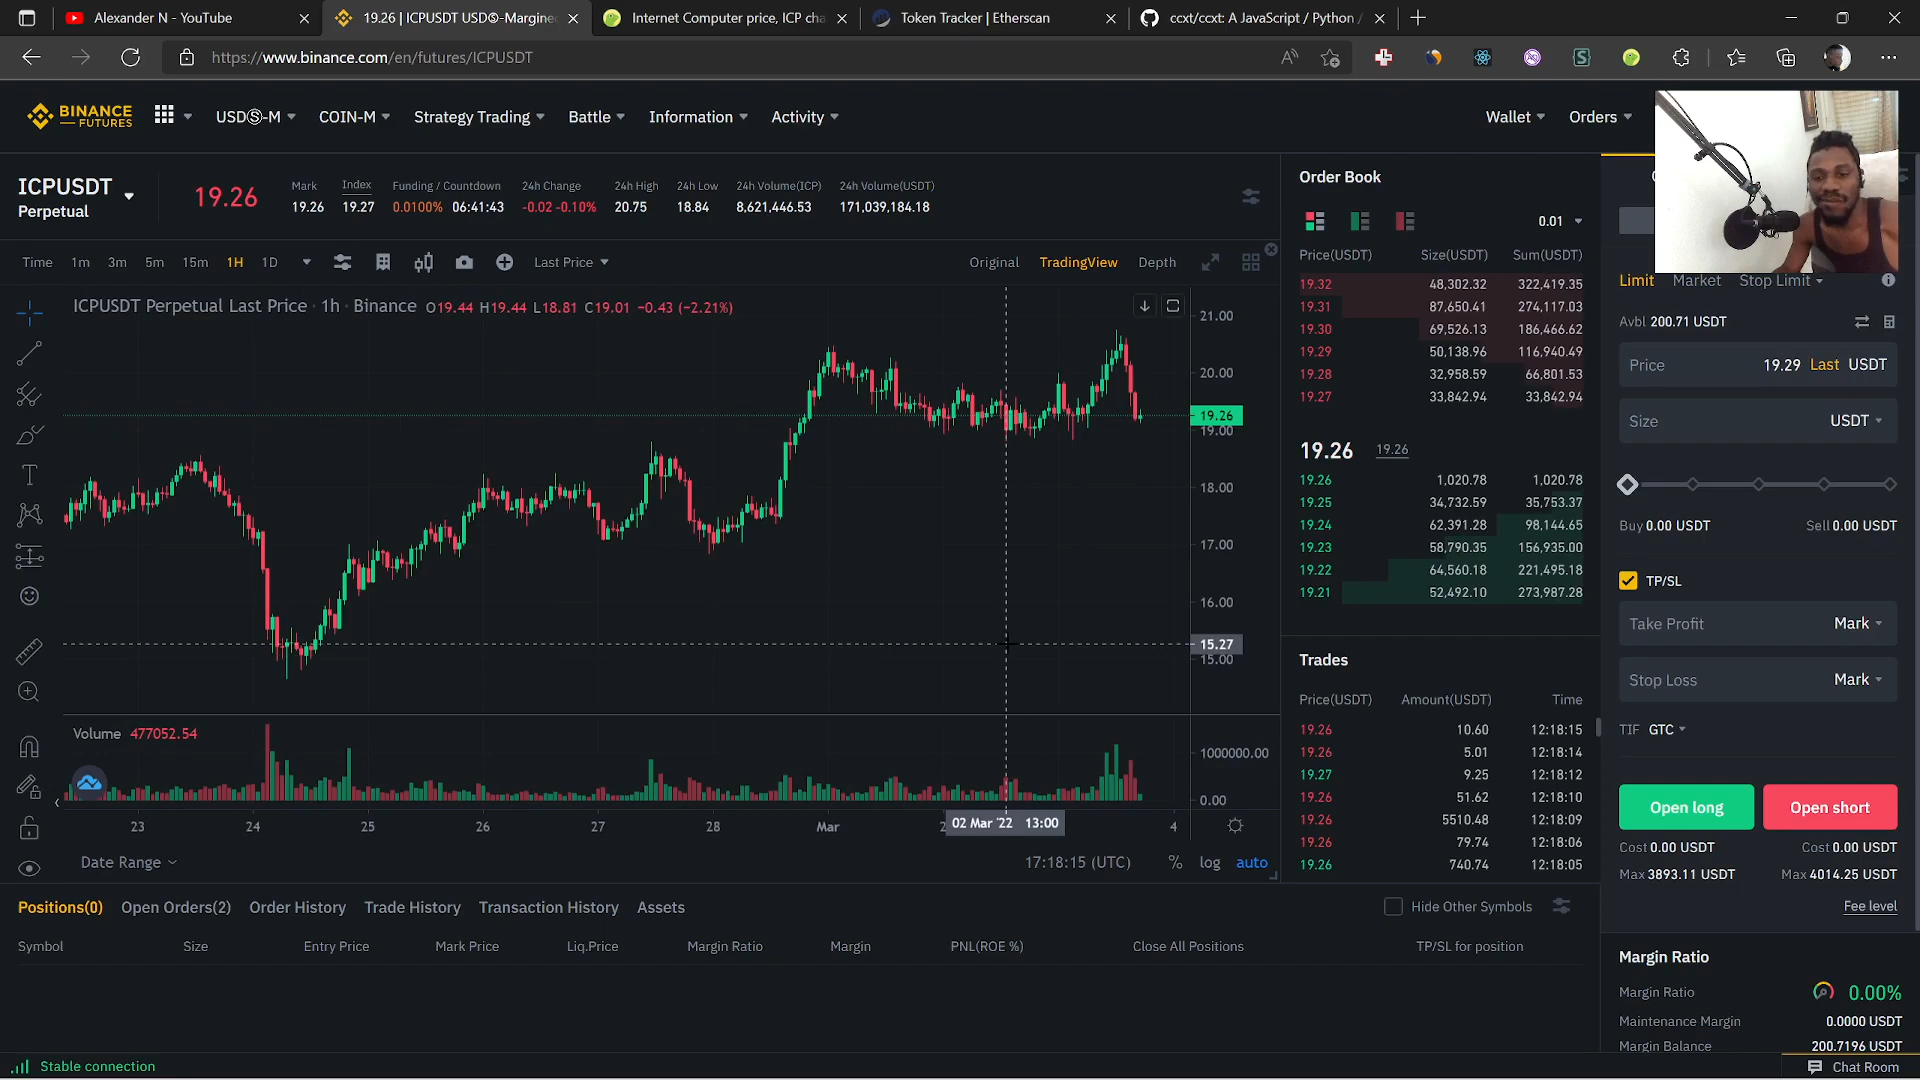 Alexander N - YouTube
19.26 | ICPUSDT USDⓈ-Margine
Internet Computer price, ICP cha
Token Tracker | Etherscan
ccxt/ccxt: A JavaScript / Python /
https://www.binance.com/en/futures/ICPUSDT
BINANCE
FUTURES
USDⓈ-M
COIN-M
Strategy Trading
Battle
Information
Activity
Wallet
Orders
ICPUSDT
Perpetual
19.26
Mark
19.26
Index
19.27
Funding / Countdown
0.0100% 06:41:43
24h Change
-0.02 -0.10%
24h High
20.75
24h Low
18.84
24h Volume(ICP)
8,621,446.53
24h Volume(USDT)
171,039,184.18
Time 1m 3m 5m 15m 1H 1D
Last Price
Original TradingView Depth
ICPUSDT Perpetual Last Price · 1h · Binance O19.44 H19.44 L18.81 C19.01 −0.43 (−2.21%)
21.00
20.00
19.26
19.00
18.00
17.00
16.00
15.27
15.00
Volume 477052.54
1000000.00
0.00
23 24 25 26 27 28 Mar 2 02 Mar '22 13:00 4
Date Range
17:18:15 (UTC) % log auto
Order Book
0.01
Price(USDT) Size(USDT) Sum(USDT)
19.32 48,302.32 322,419.35
19.31 87,650.41 274,117.03
19.30 69,526.13 186,466.62
19.29 50,138.96 116,940.49
19.28 32,958.59 66,801.53
19.27 33,842.94 33,842.94
19.26 19.26
19.26 1,020.78 1,020.78
19.25 34,732.59 35,753.37
19.24 62,391.28 98,144.65
19.23 58,790.35 156,935.00
19.22 64,560.18 221,495.18
19.21 52,492.10 273,987.28
Trades
Price(USDT) Amount(USDT) Time
19.26 10.60 12:18:15
19.26 5.01 12:18:14
19.27 9.25 12:18:12
19.26 51.62 12:18:10
19.26 5510.48 12:18:09
19.26 79.74 12:18:06
19.26 740.74 12:18:05
Limit Market Stop Limit
Avbl 200.71 USDT
Price 19.29 Last USDT
Size USDT
Buy 0.00 USDT Sell 0.00 USDT
TP/SL
Take Profit Mark
Stop Loss Mark
TIF GTC
Open long Open short
Cost 0.00 USDT Cost 0.00 USDT
Max 3893.11 USDT Max 4014.25 USDT
Fee level
Margin Ratio
Margin Ratio 0.00%
Maintenance Margin 0.0000 USDT
Margin Balance 200.7196 USDT
Positions(0) Open Orders(2) Order History Trade History Transaction History Assets
Hide Other Symbols
Symbol Size Entry Price Mark Price Liq.Price Margin Ratio Margin PNL(ROE %) Close All Positions TP/SL for position
Stable connection
Chat Room